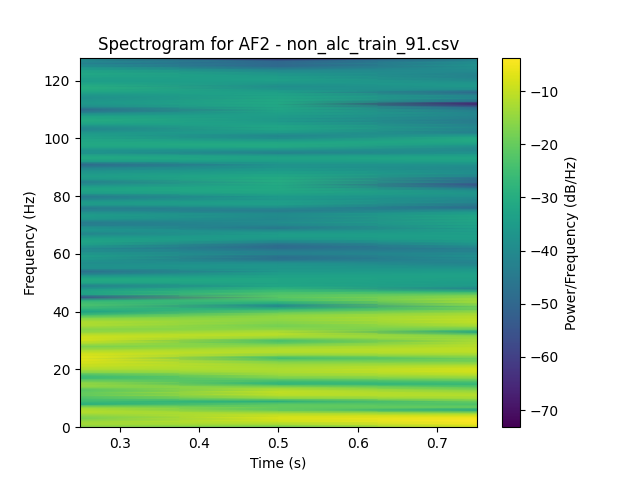 Spectrogram for AF2 - non_alc_train_91.csv
120
100
80
60
40
20
0
Frequency (Hz)
0.3 0.4 0.5 0.6 0.7
Time (s)
−10
−20
−30
−40
−50
−60
−70
Power/Frequency (dB/Hz)